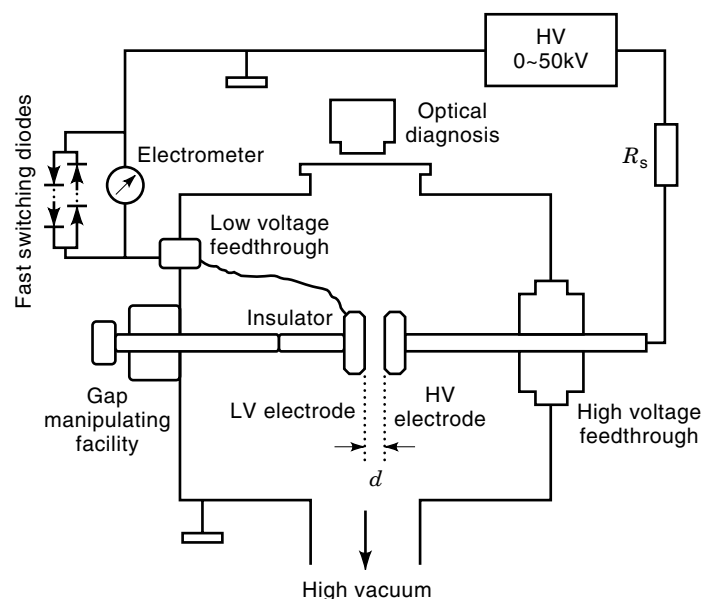 HV
0~50kV
Optical
diagnosis
Rs
Electrometer
Fast switching diodes
Low voltage
feedthrough
Insulator
Gap
manipulating
facility
LV electrode
HV
electrode
High voltage
feedthrough
d
High vacuum